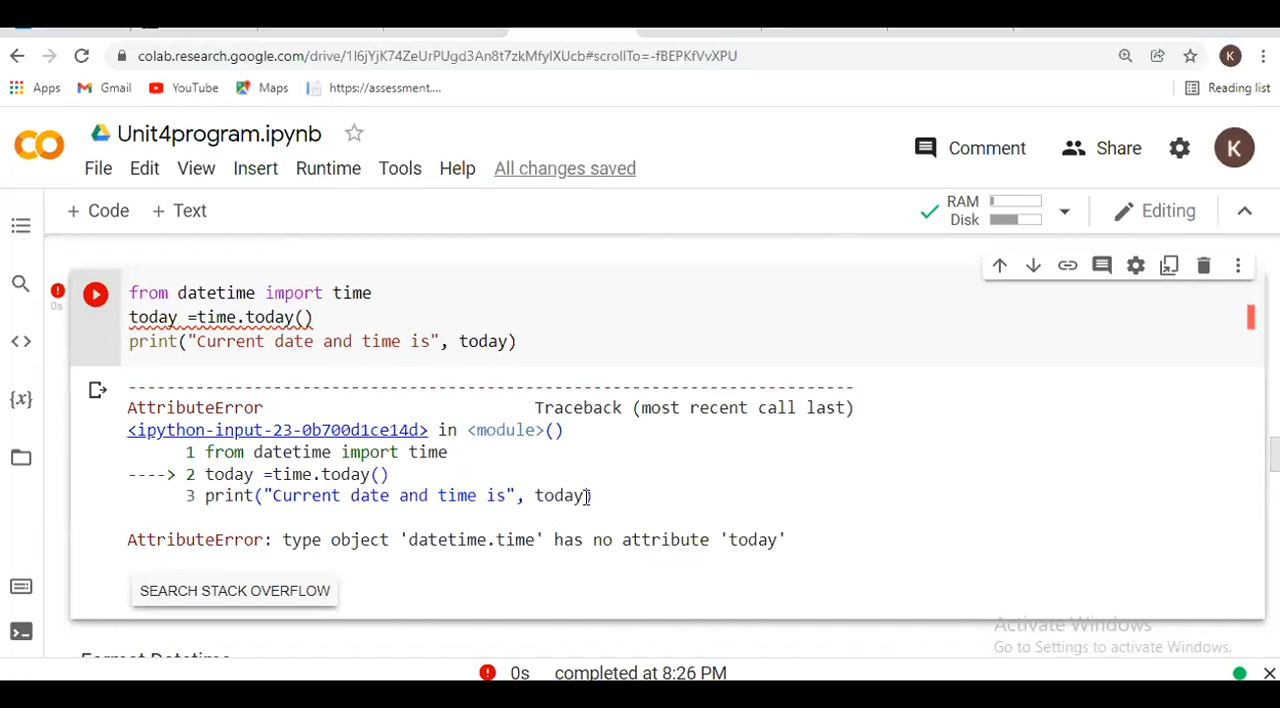 colab.research.google.com/drive/1I6jYjK74ZeUrPUgd3An8t7zkMfyIXUcb#scrollTo=-fBEPKfVvXPU
K
Apps Gmail YouTube Maps https://assessment.... Reading list
Unit4program.ipynb
Comment Share K
File Edit View Insert Runtime Tools Help All changes saved
+ Code + Text RAM Disk Editing
from datetime import time
0s
today =time.today()
print("Current date and time is", today)
---------------------------------------------------------------------------
AttributeError Traceback (most recent call last)
<ipython-input-23-0b700d1ce14d> in <module>()
1 from datetime import time
----> 2 today =time.today()
3 print("Current date and time is", today)
AttributeError: type object 'datetime.time' has no attribute 'today'
SEARCH STACK OVERFLOW
Activate Windows
Go to Settings to activate Windows.
Format Datetime
0s completed at 8:26 PM